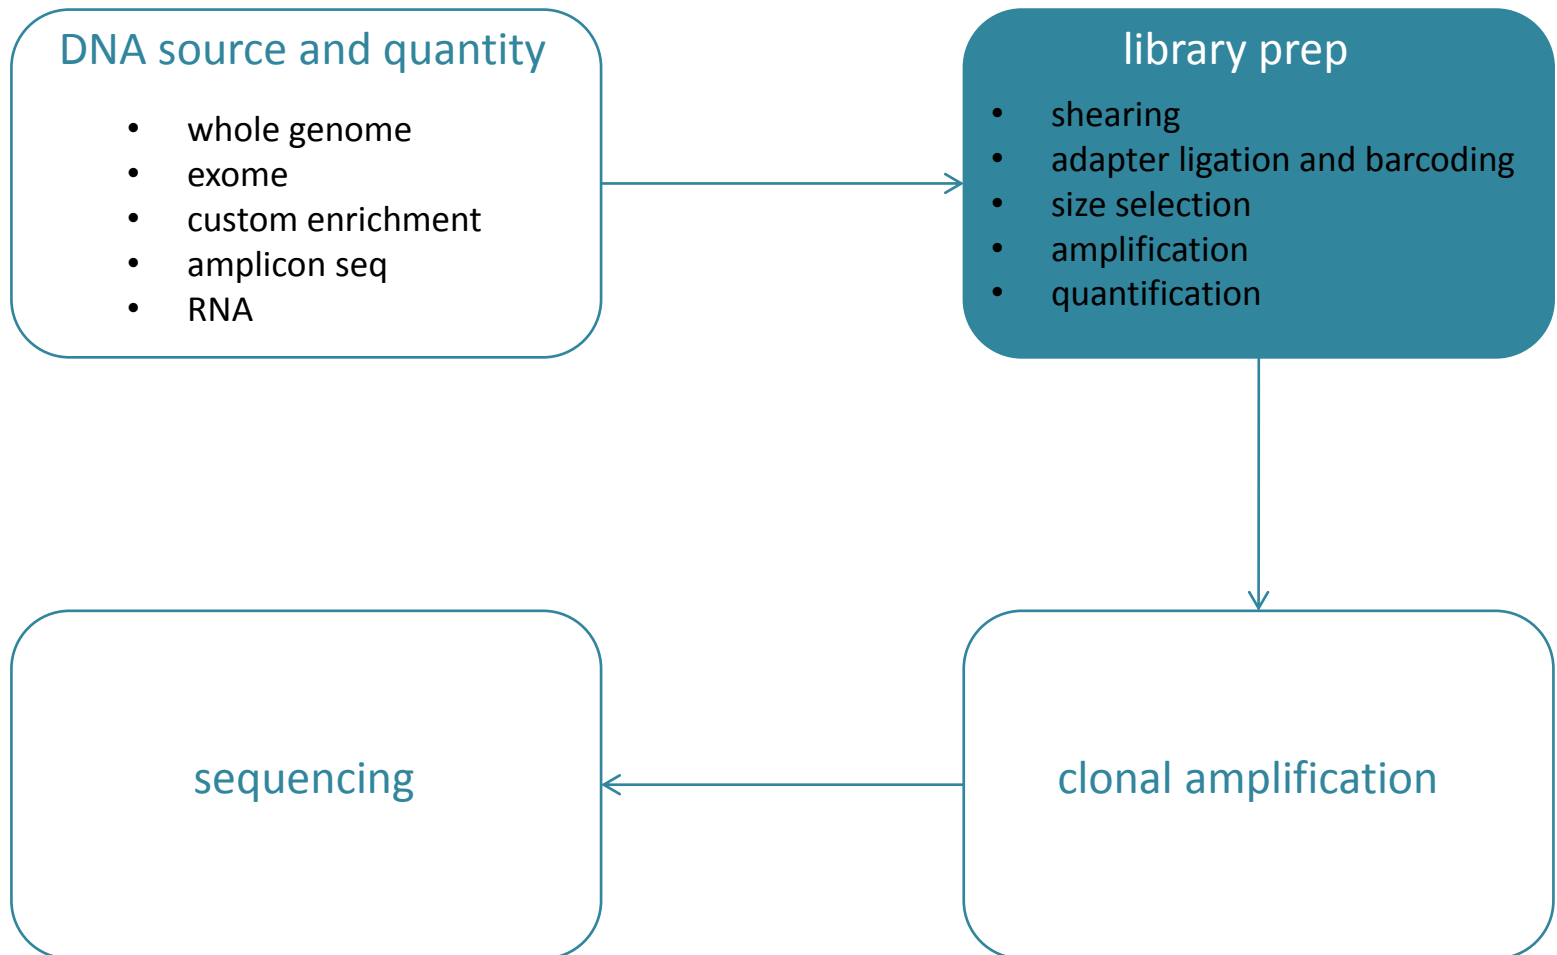 DNA source and quantity
• whole genome
• exome
• custom enrichment
• amplicon seq
• RNA
library prep
• shearing
• adapter ligation and barcoding
• size selection
• amplification
• quantification
sequencing
clonal amplification